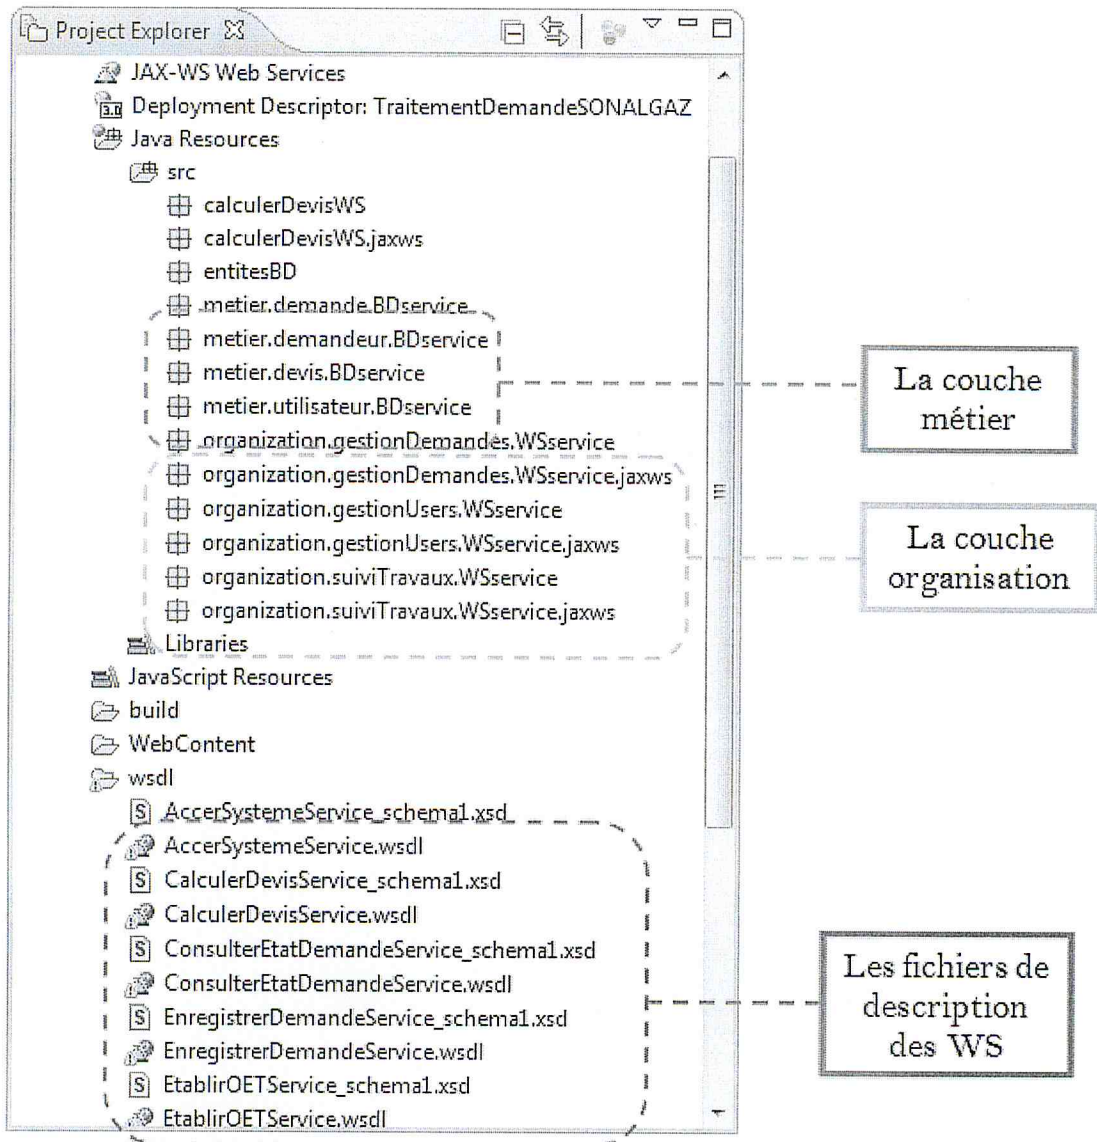 Project Explorer
JAX-WS Web Services
3.0 Deployment Descriptor: TraitementDemandeSONALGAZ
Java Resources
src
calculerDevisWS
calculerDevisWS.jaxws
entitesBD
metier.demande.BDservice
metier.demandeur.BDservice
metier.devis.BDservice
metier.utilisateur.BDservice
organization.gestionDemandes.WSservice
organization.gestionDemandes.WSservice.jaxws
organization.gestionUsers.WSservice
organization.gestionUsers.WSservice.jaxws
organization.suiviTravaux.WSservice
organization.suiviTravaux.WSservice.jaxws
Libraries
JavaScript Resources
build
WebContent
wsdl
S AccerSystemeService_schema1.xsd
AccerSystemeService.wsdl
S CalculerDevisService_schema1.xsd
CalculerDevisService.wsdl
S ConsulterEtatDemandeService_schema1.xsd
ConsulterEtatDemandeService.wsdl
S EnregistrerDemandeService_schema1.xsd
EnregistrerDemandeService.wsdl
S EtablirOETService_schema1.xsd
EtablirOETService.wsdl
La couche
métier
La couche
organisation
Les fichiers de
description
des WS